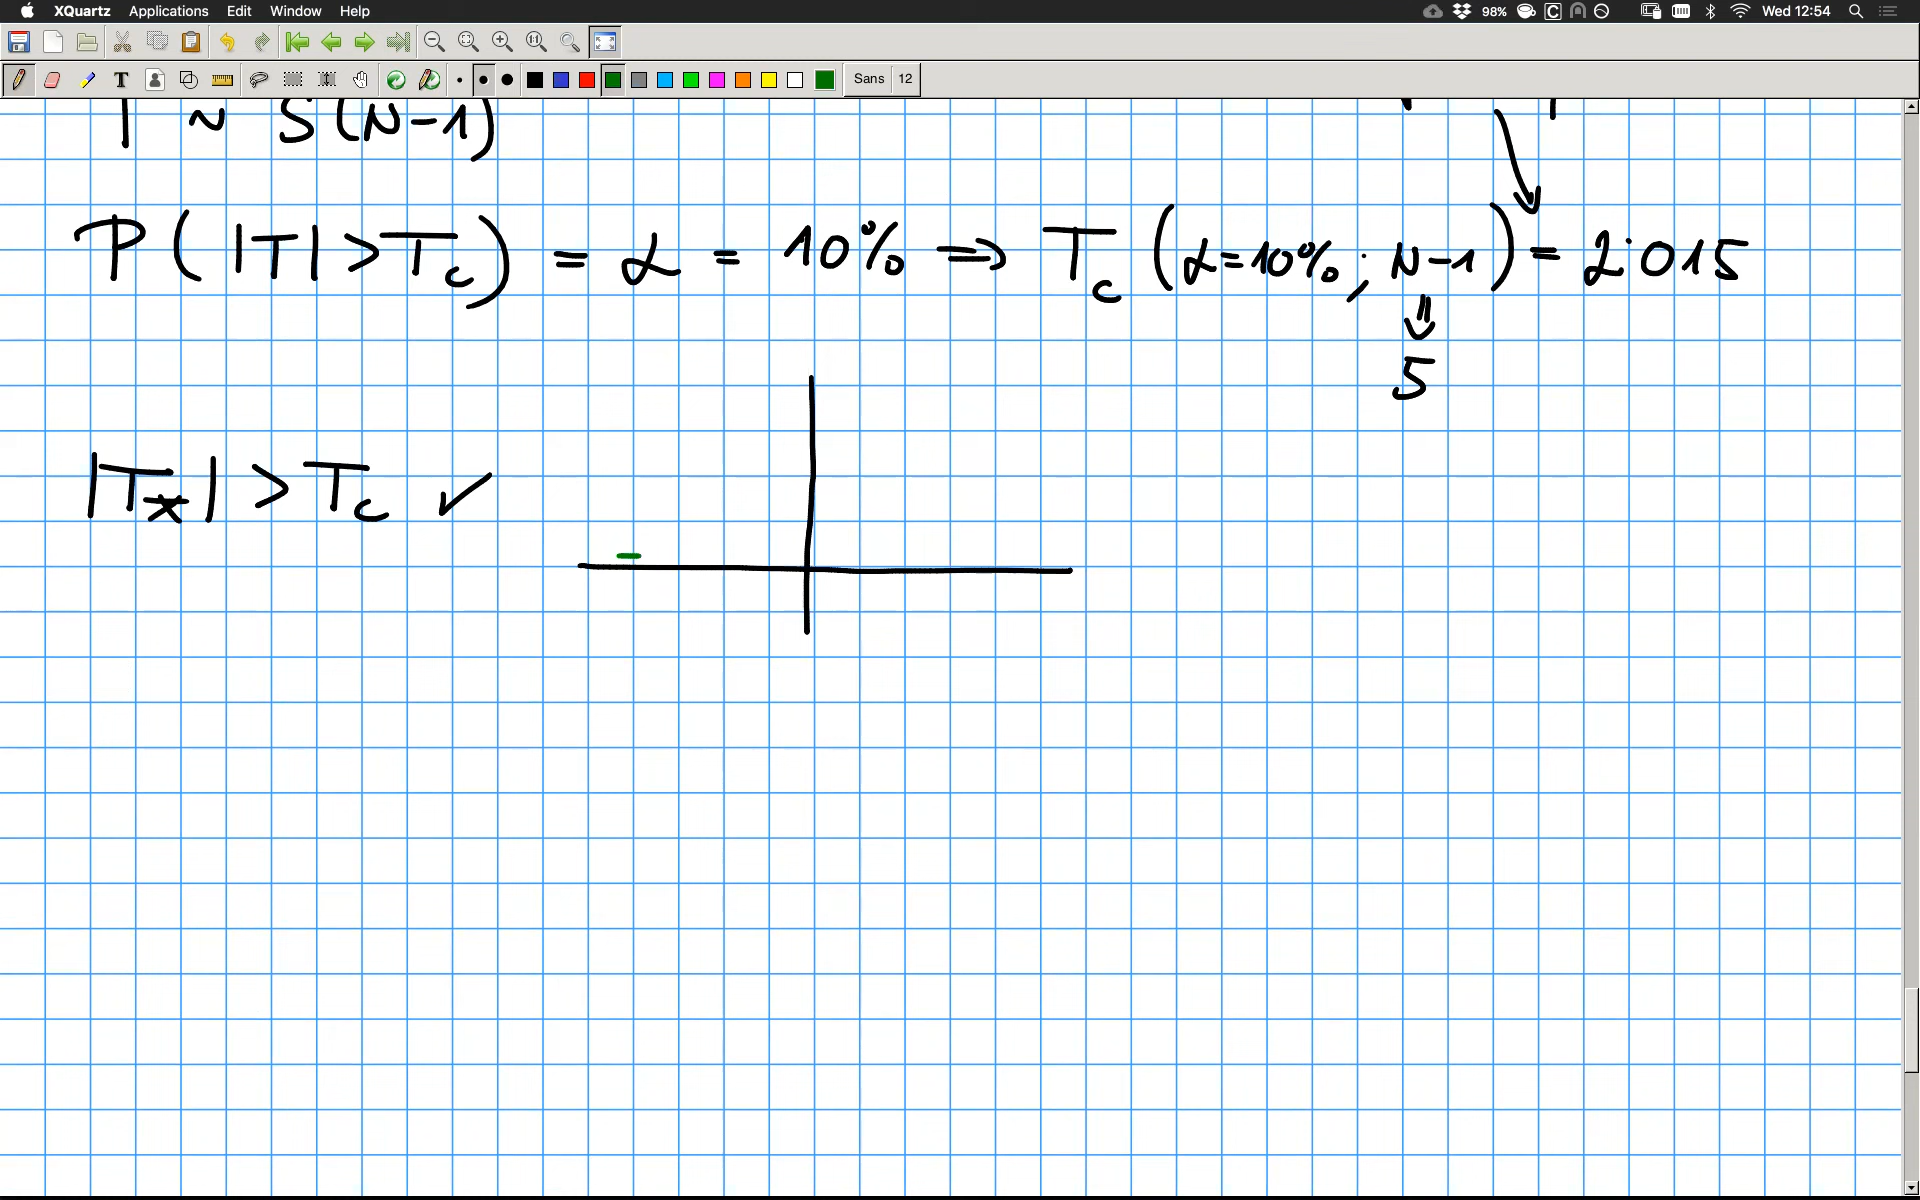 XQuartz Applications Edit Window Help 98% Wed 12:54
Sans 12
T ~ S(N-1)
P(|T| > Tc) = α = 10% => Tc (α=10%; N-1) = 2.015
⇓
5
|T*| > Tc ✓